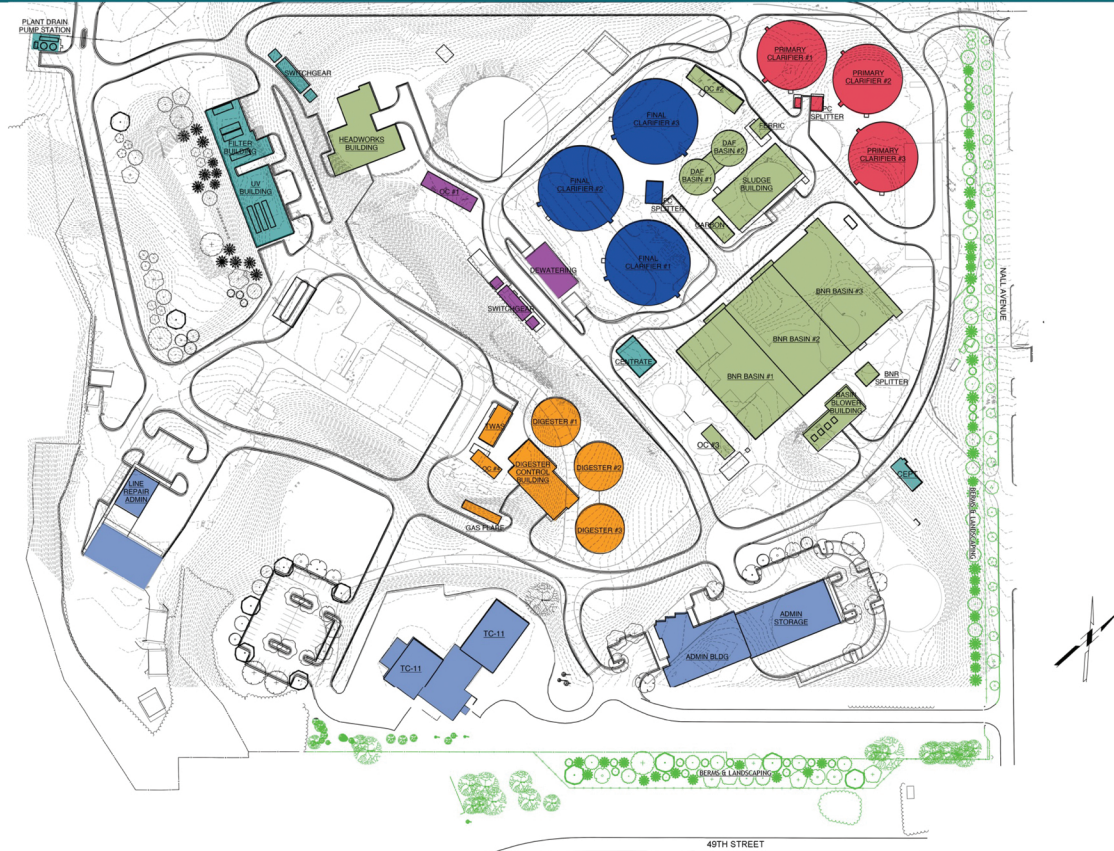 PLANT DRAIN
PUMP STATION
SWITCHGEAR
FILTER
BUILDING
UV
BUILDING
HEADWORKS
BUILDING
OC #1
FINAL
CLARIFIER #3
FINAL
CLARIFIER #2
FINAL
CLARIFIER #1
SPLITTER
OC #2
DAF
BASIN #2
DAF
BASIN #1
SLUDGE
BUILDING
CARBON
PRIMARY
CLARIFIER #1
PRIMARY
CLARIFIER #2
PC
SPLITTER
PRIMARY
CLARIFIER #3
DEWATERING
SWITCHGEAR
CENTRATE
BNR BASIN #3
BNR BASIN #2
BNR BASIN #1
BNR
SPLITTER
BASIN
BLOWER
BUILDING
OC #3
CEPT
NALL AVENUE
BERMS & LANDSCAPING
TWAS
DIGESTER #1
DIGESTER
CONTROL
BUILDING
DIGESTER #2
DIGESTER #3
GAS FLARE
LINE
REPAIR
ADMIN
TC-11
TC-11
ADMIN
STORAGE
ADMIN BLDG
BERMS & LANDSCAPING
49TH STREET